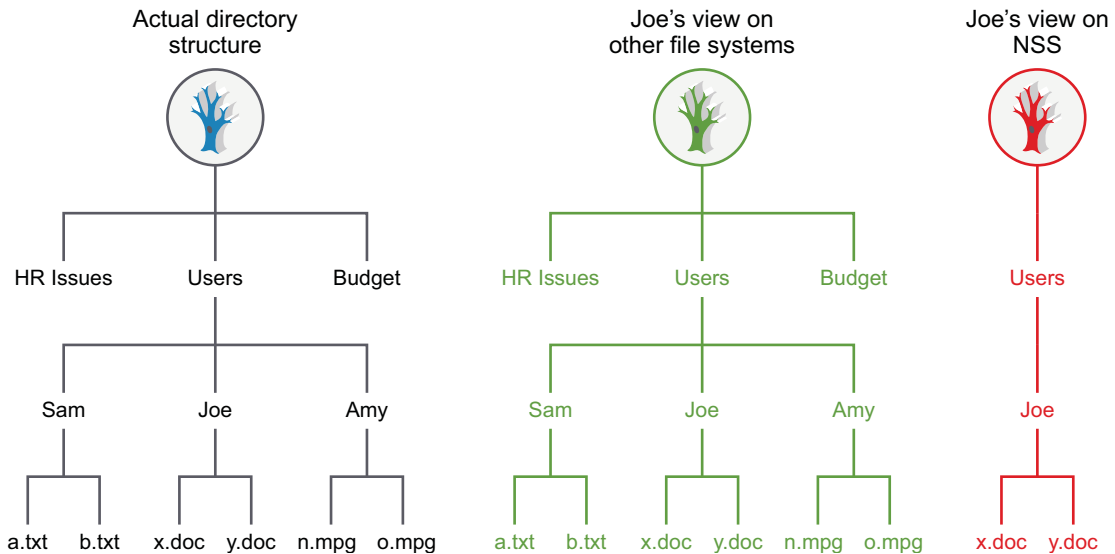 Actual directory
structure
Joe's view on
other file systems
Joe's view on
NSS
HR Issues
Users
Budget
HR Issues
Users
Budget
Users
Sam
Joe
Amy
Sam
Joe
Amy
Joe
a.txt
b.txt
x.doc
y.doc
n.mpg
o.mpg
a.txt
b.txt
x.doc
y.doc
n.mpg
o.mpg
x.doc
y.doc